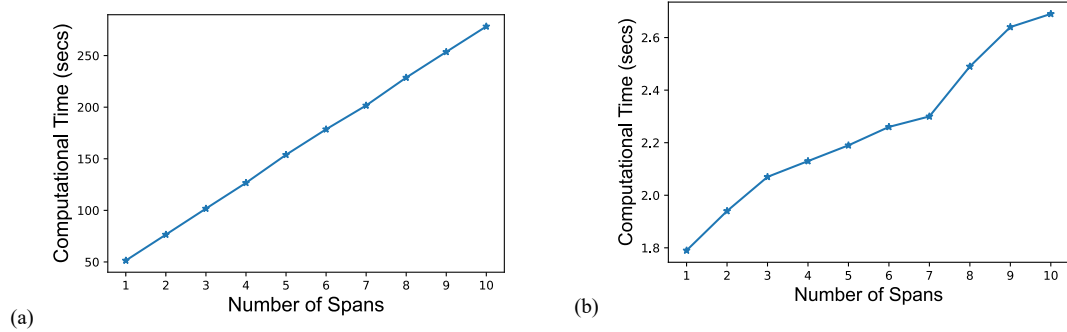 Computational Time (secs)
250
200
150
100
50
1 2 3 4 5 6 7 8 9 10
Number of Spans
(a)
Computational Time (secs)
2.6
2.4
2.2
2.0
1.8
1 2 3 4 5 6 7 8 9 10
Number of Spans
(b)